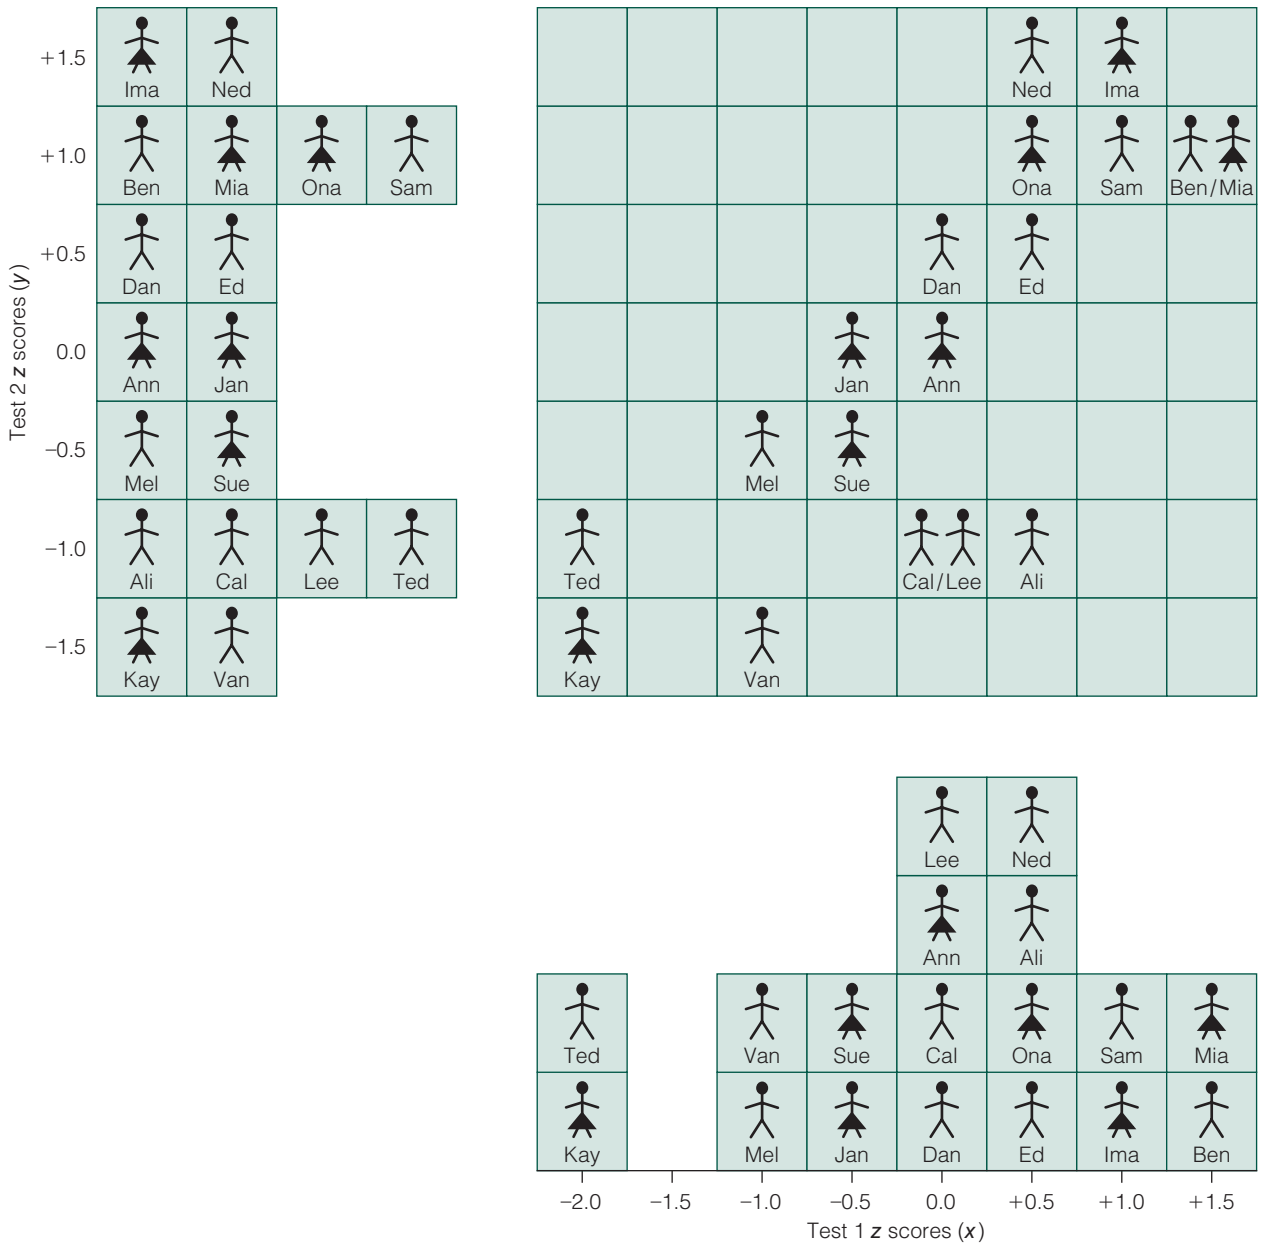 +1.5
Ima Ned Ned Ima
+1.0
Ben Mia Ona Sam Ona Sam Ben/Mia
+0.5
Dan Ed Dan Ed
Test 2 z scores (y)
0.0
Ann Jan Jan Ann
−0.5
Mel Sue Mel Sue
−1.0
Ali Cal Lee Ted Ted Cal/Lee Ali
−1.5
Kay Van Kay Van
Lee Ned
Ann Ali
Ted Van Sue Cal Ona Sam Mia
Kay Mel Jan Dan Ed Ima Ben
−2.0 −1.5 −1.0 −0.5 0.0 +0.5 +1.0 +1.5
Test 1 z scores (x)